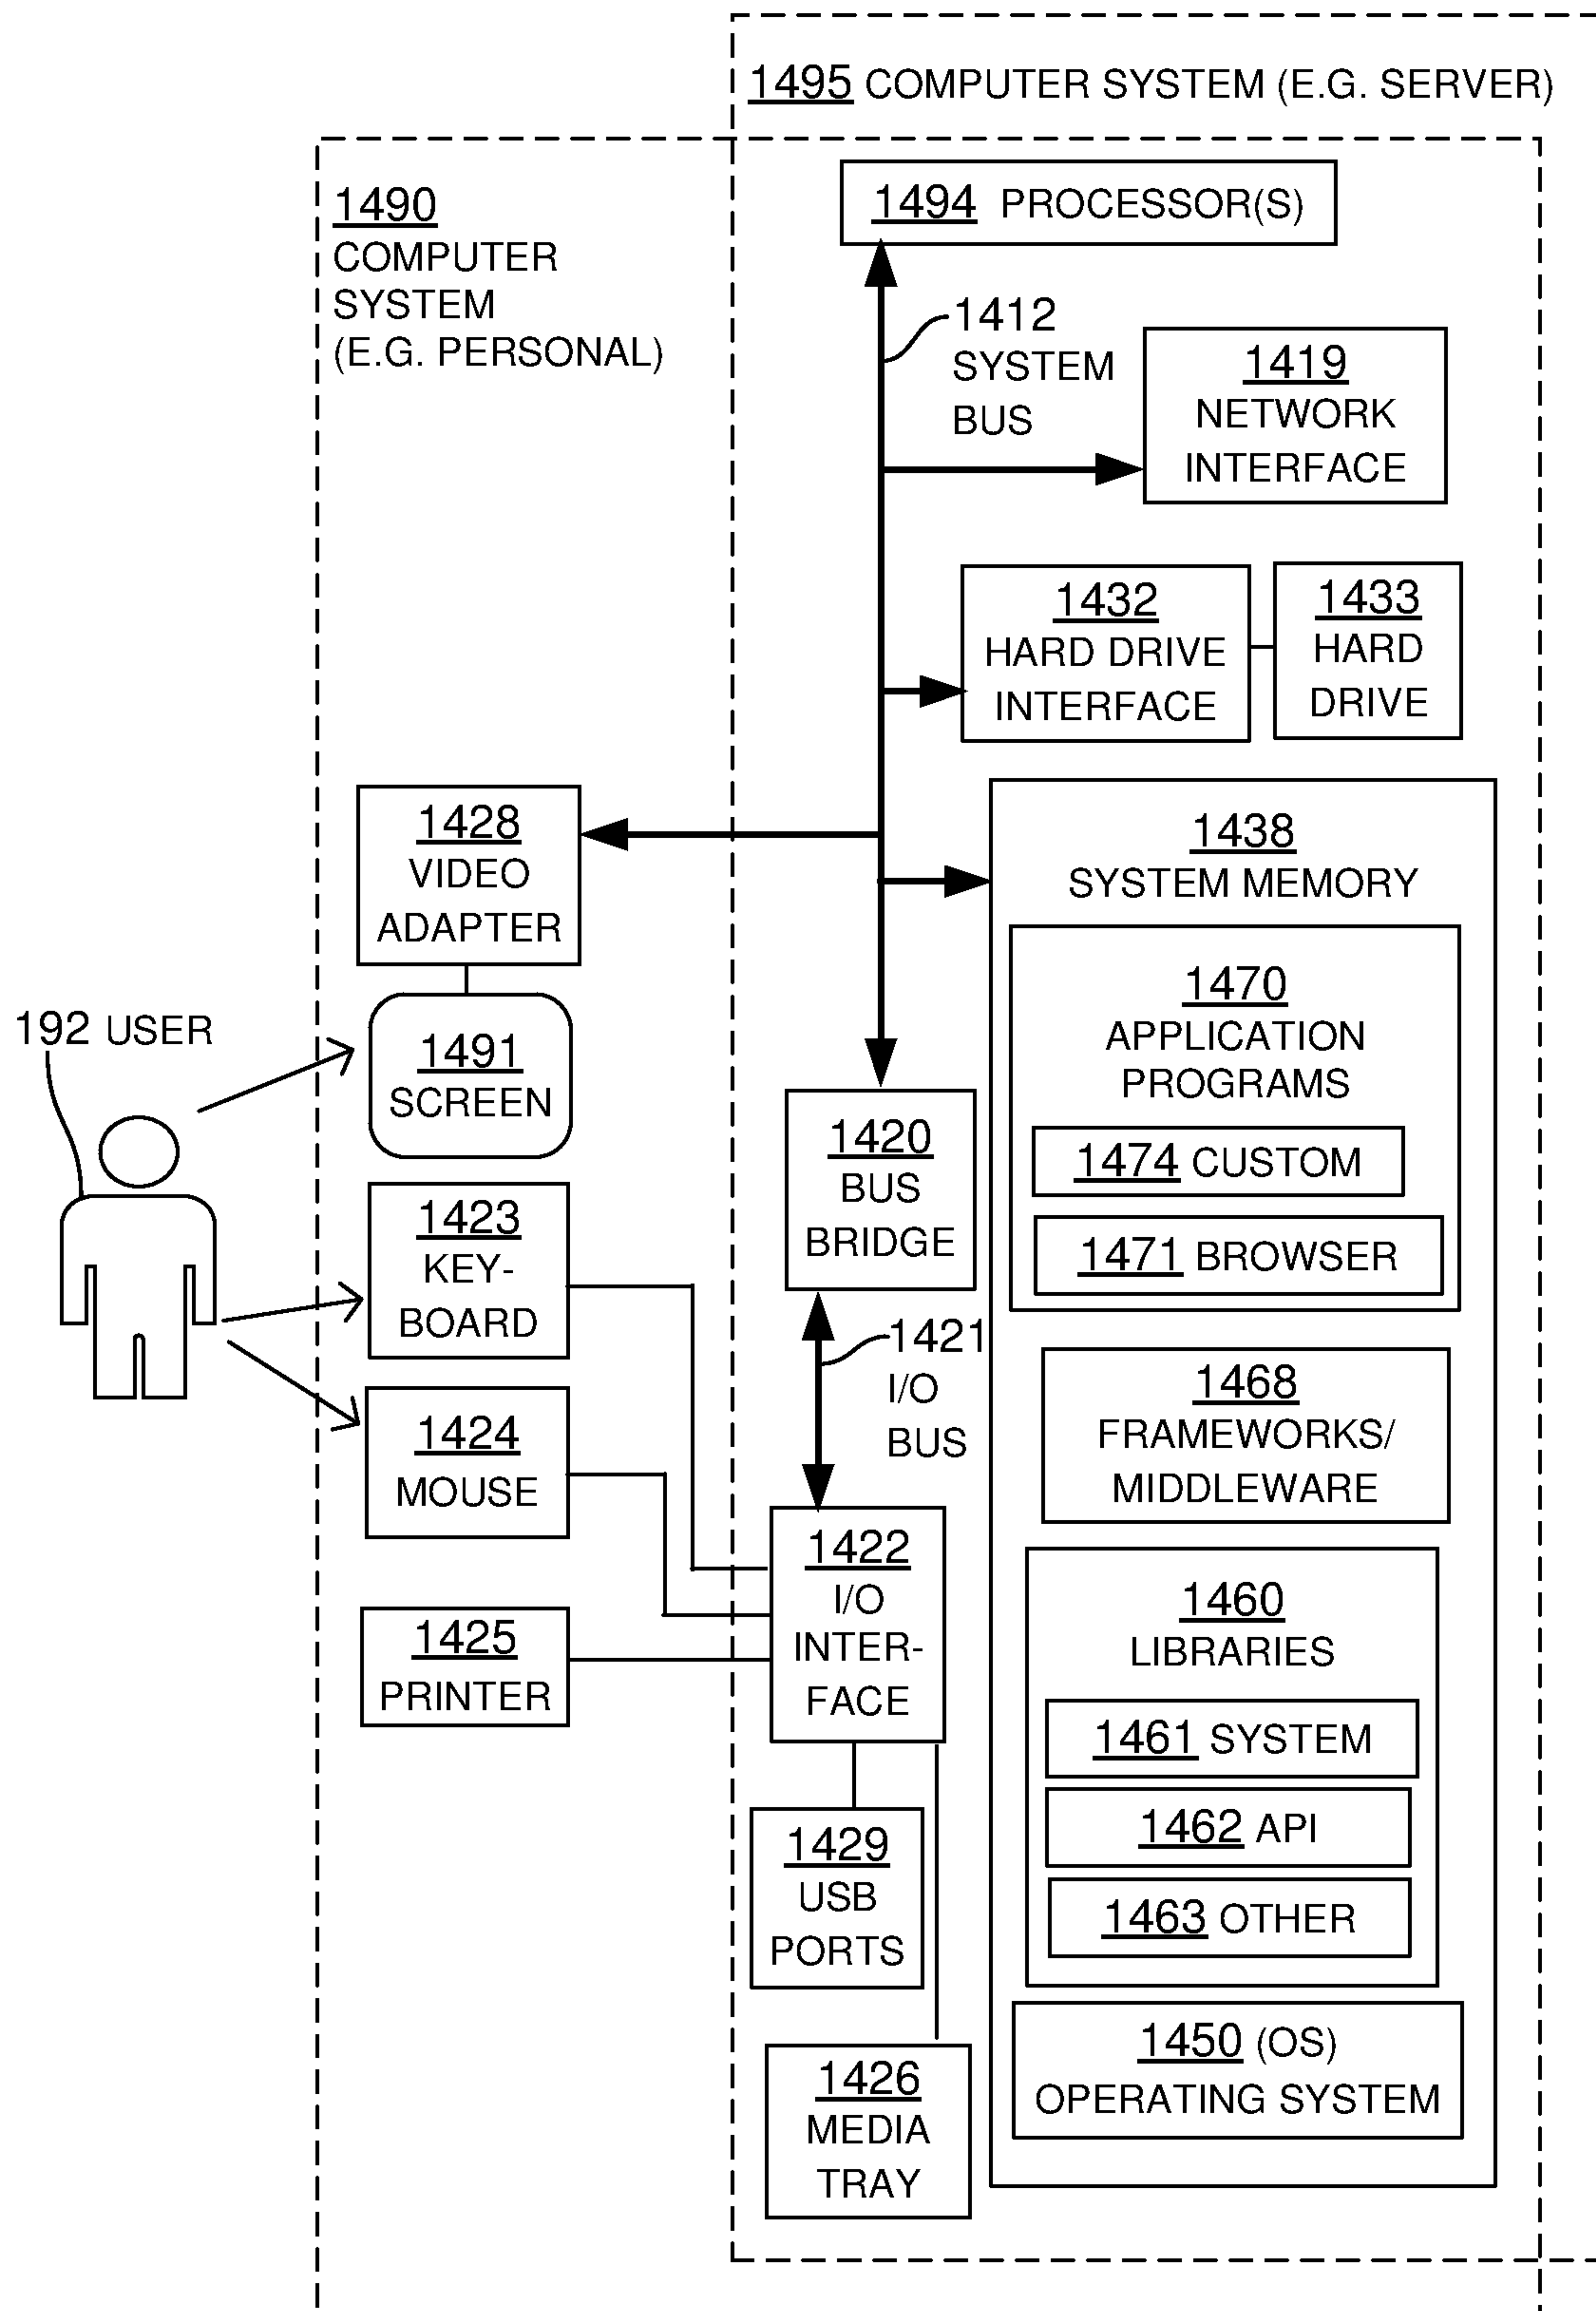 1495 COMPUTER SYSTEM (E.G. SERVER)
1490
COMPUTER
SYSTEM
(E.G. PERSONAL)
1494 PROCESSOR(S)
1412
SYSTEM
BUS
1419
NETWORK
INTERFACE
1432
HARD DRIVE
INTERFACE
1433
HARD
DRIVE
1428
VIDEO
ADAPTER
1438
SYSTEM MEMORY
192 USER
1491
SCREEN
1470
APPLICATION
PROGRAMS
1474 CUSTOM
1471 BROWSER
1420
BUS
BRIDGE
1423
KEY-
BOARD
1421
I/O
BUS
1424
MOUSE
1468
FRAMEWORKS/
MIDDLEWARE
1422
I/O
INTER-
FACE
1425
PRINTER
1460
LIBRARIES
1461 SYSTEM
1462 API
1463 OTHER
1429
USB
PORTS
1450 (OS)
OPERATING SYSTEM
1426
MEDIA
TRAY